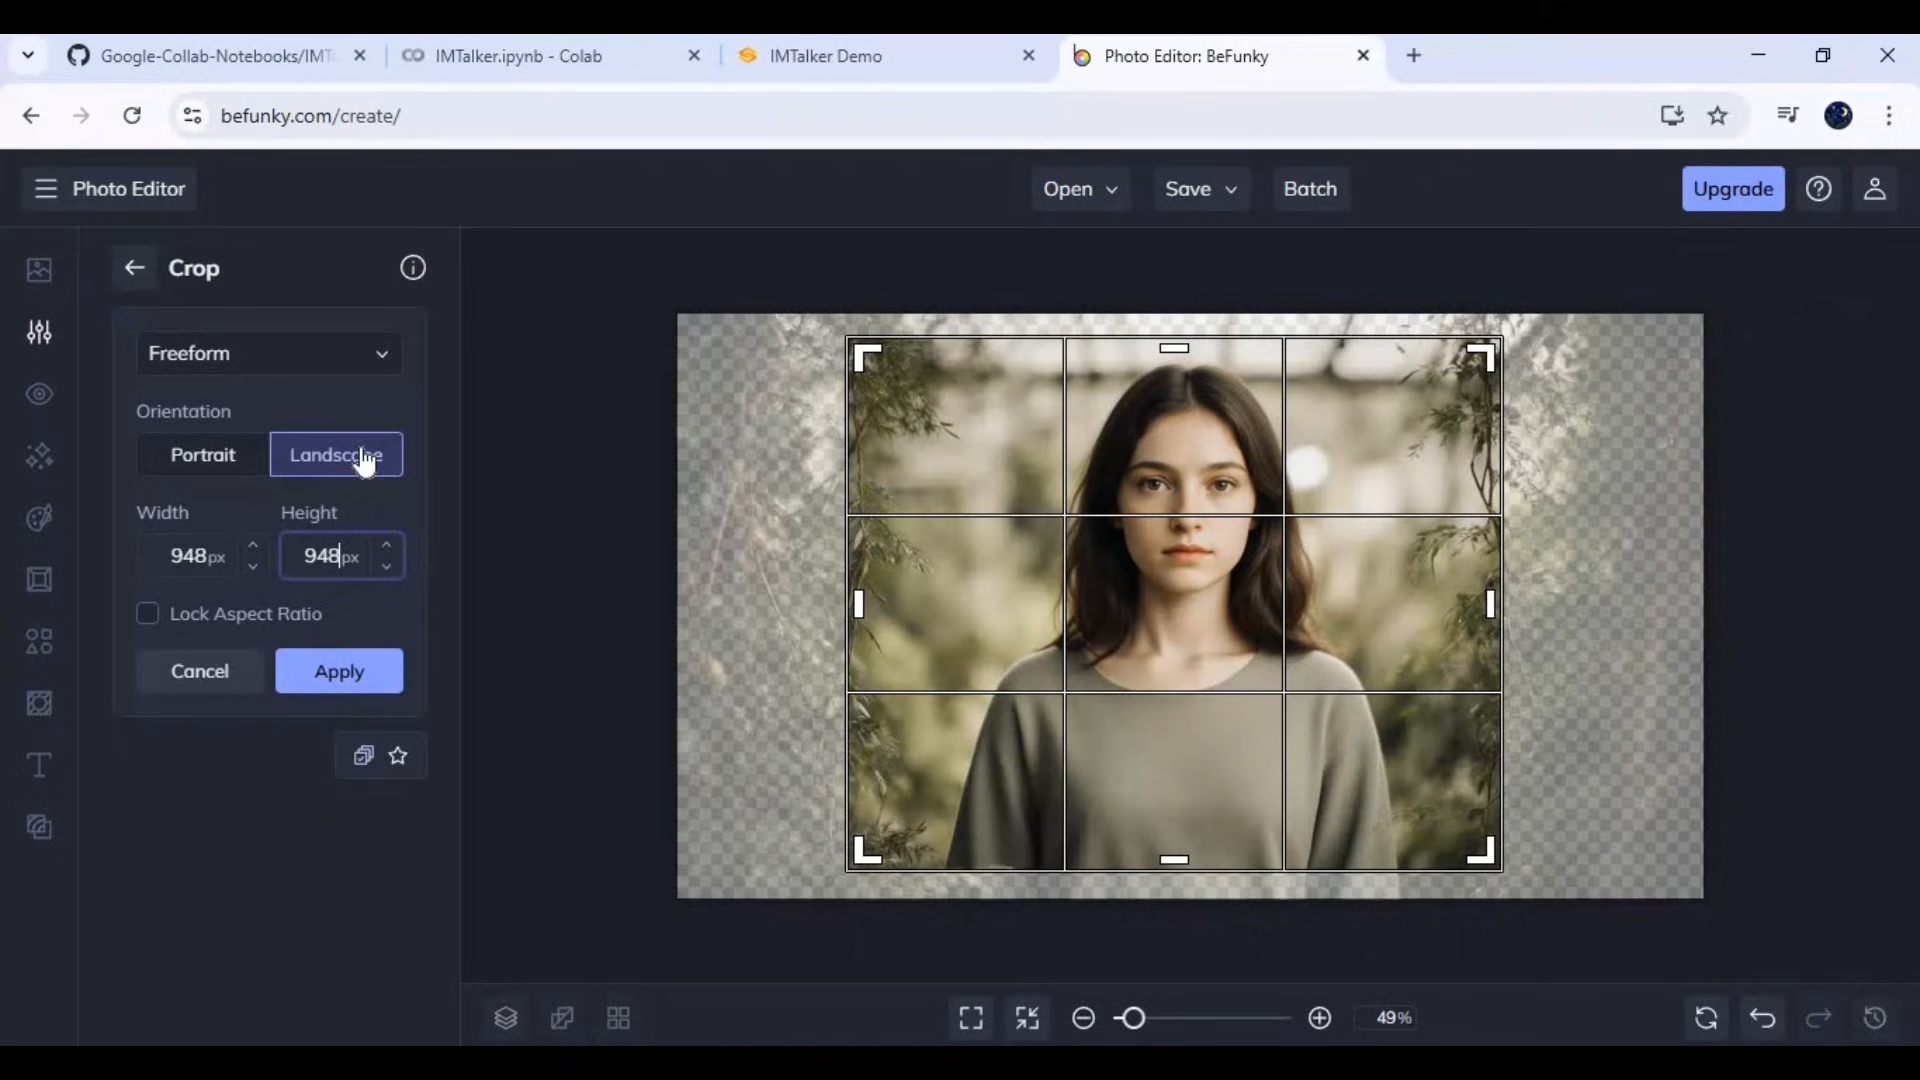 Google-Collab-Notebooks/IMT
IMTalker.ipynb - Colab
IMTalker Demo
Photo Editor: BeFunky
befunky.com/create/
Photo Editor
Open
Save
Batch
Upgrade
Crop
Freeform
Orientation
Portrait
Landscape
Width
Height
948px
948px
Lock Aspect Ratio
Cancel
Apply
49%